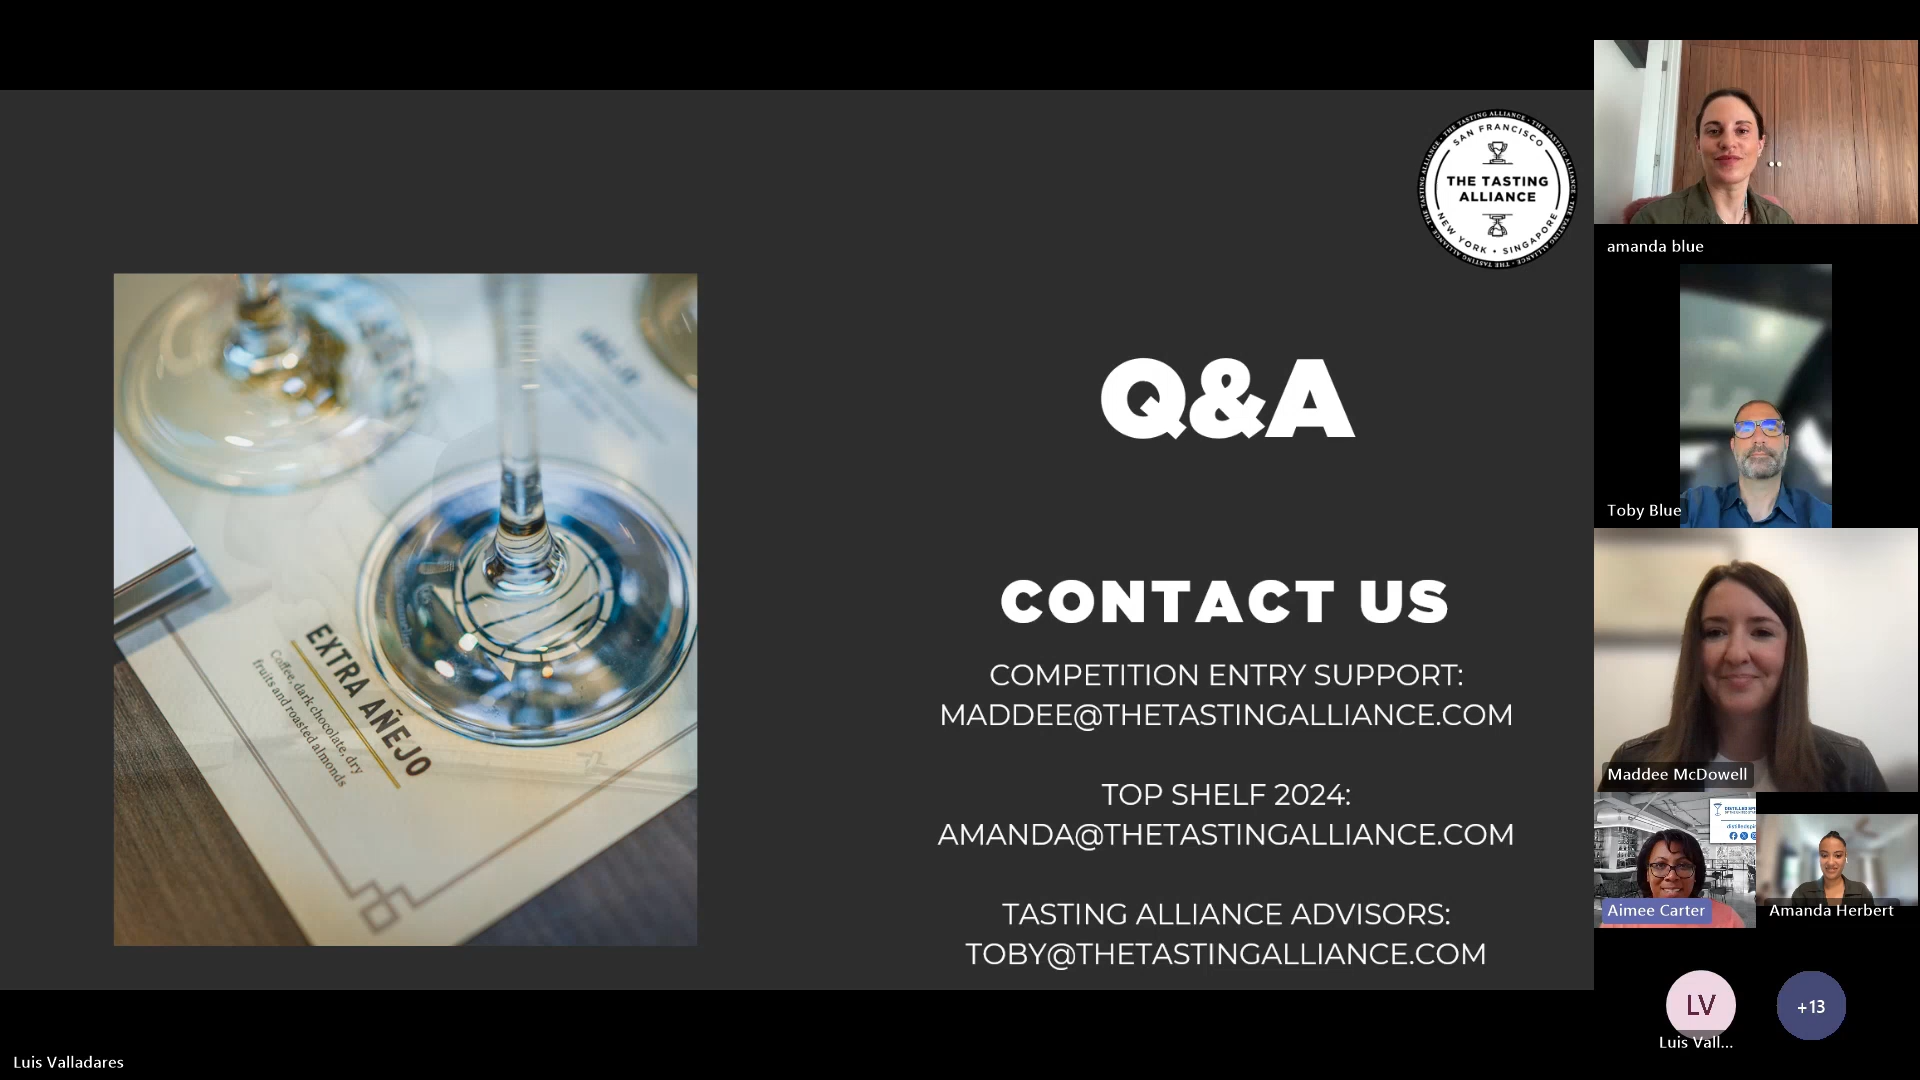 SAN FRANCISCO
THE TASTING
ALLIANCE
NEW YORK • SINGAPORE
Q&A
CONTACT US
COMPETITION ENTRY SUPPORT:
MADDEE@THETASTINGALLIANCE.COM
TOP SHELF 2024:
AMANDA@THETASTINGALLIANCE.COM
TASTING ALLIANCE ADVISORS:
TOBY@THETASTINGALLIANCE.COM
EXTRA AÑEJO
Coffee, dark chocolate, dry
fruits and roasted almonds
amanda blue
Toby Blue
Maddee McDowell
Aimee Carter
Amanda Herbert
LV
+13
Luis Vall...
Luis Valladares